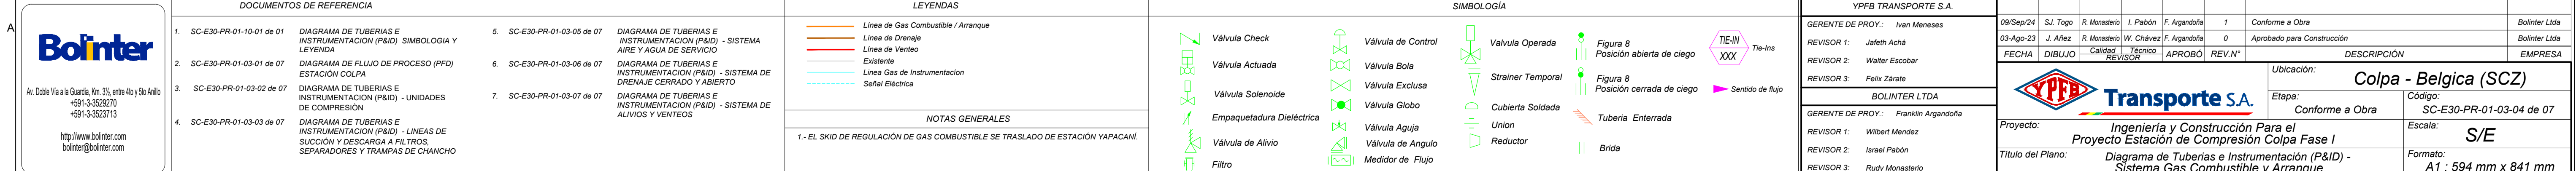 A
Bolinter
Av. Doble Vía a la Guardia, Km. 3½, entre 4to y 5to Anillo
+591-3-3529270
+591-3-3523713
http://www.bolinter.com
bolinter@bolinter.com
DOCUMENTOS DE REFERENCIA
1. SC-E30-PR-01-10-01 de 01 DIAGRAMA DE TUBERIAS E
INSTRUMENTACION (P&ID) SIMBOLOGIA Y
LEYENDA
2. SC-E30-PR-01-03-01 de 07 DIAGRAMA DE FLUJO DE PROCESO (PFD)
ESTACIÓN COLPA
3. SC-E30-PR-01-03-02 de 07 DIAGRAMA DE TUBERIAS E
INSTRUMENTACION (P&ID) - UNIDADES
DE COMPRESIÓN
4. SC-E30-PR-01-03-03 de 07 DIAGRAMA DE TUBERIAS E
INSTRUMENTACION (P&ID) - LINEAS DE
SUCCIÓN Y DESCARGA A FILTROS,
SEPARADORES Y TRAMPAS DE CHANCHO
5. SC-E30-PR-01-03-05 de 07 DIAGRAMA DE TUBERIAS E
INSTRUMENTACION (P&ID) - SISTEMA
AIRE Y AGUA DE SERVICIO
6. SC-E30-PR-01-03-06 de 07 DIAGRAMA DE TUBERIAS E
INSTRUMENTACION (P&ID) - SISTEMA DE
DRENAJE CERRADO Y ABIERTO
7. SC-E30-PR-01-03-07 de 07 DIAGRAMA DE TUBERIAS E
INSTRUMENTACION (P&ID) - SISTEMA DE
ALIVIOS Y VENTEOS
LEYENDAS
Línea de Gas Combustible / Arranque
Línea de Drenaje
Línea de Venteo
Existente
Linea Gas de Instrumentacion
Señal Eléctrica
NOTAS GENERALES
1.- EL SKID DE REGULACIÓN DE GAS COMBUSTIBLE SE TRASLADO DE ESTACIÓN YAPACANÍ.
SIMBOLOGÍA
Válvula Check
Válvula Actuada
Válvula Solenoide
Empaquetadura Dieléctrica
Válvula de Alivio
Filtro
Válvula de Control
Válvula Bola
Válvula Exclusa
Válvula Globo
Válvula Aguja
Válvula de Angulo
Medidor de Flujo
Valvula Operada
Strainer Temporal
Cubierta Soldada
Union
Reductor
Figura 8
Posición abierta de ciego
Figura 8
Posición cerrada de ciego
Tuberia Enterrada
Brida
TIE-IN
XXX
Tie-Ins
Sentido de flujo
YPFB TRANSPORTE S.A.
GERENTE DE PROY.: Ivan Meneses
REVISOR 1: Jafeth Achá
REVISOR 2: Walter Escobar
REVISOR 3: Felix Zárate
BOLINTER LTDA
GERENTE DE PROY.: Franklin Argandoña
REVISOR 1: Wilbert Mendez
REVISOR 2: Israel Pabón
REVISOR 3: Rudy Monasterio
09/Sep/24 SJ. Togo R. Monasterio I. Pabón F. Argandoña 1 Conforme a Obra Bolinter Ltda
03-Ago-23 J. Añez R. Monasterio W. Chávez F. Argandoña 0 Aprobado para Construcción Bolinter Ltda
FECHA DIBUJO Calidad Técnico REVISOR APROBÓ REV.N° DESCRIPCIÓN EMPRESA
YPFB Transporte S.A.
Ubicación:
Colpa - Belgica (SCZ)
Etapa:
Conforme a Obra
Código:
SC-E30-PR-01-03-04 de 07
Proyecto:
Ingeniería y Construcción Para el
Proyecto Estación de Compresión Colpa Fase I
Escala:
S/E
Titulo del Plano:
Diagrama de Tuberias e Instrumentación (P&ID) -
Sistema Gas Combustible y Arranque
Formato:
A1 : 594 mm x 841 mm